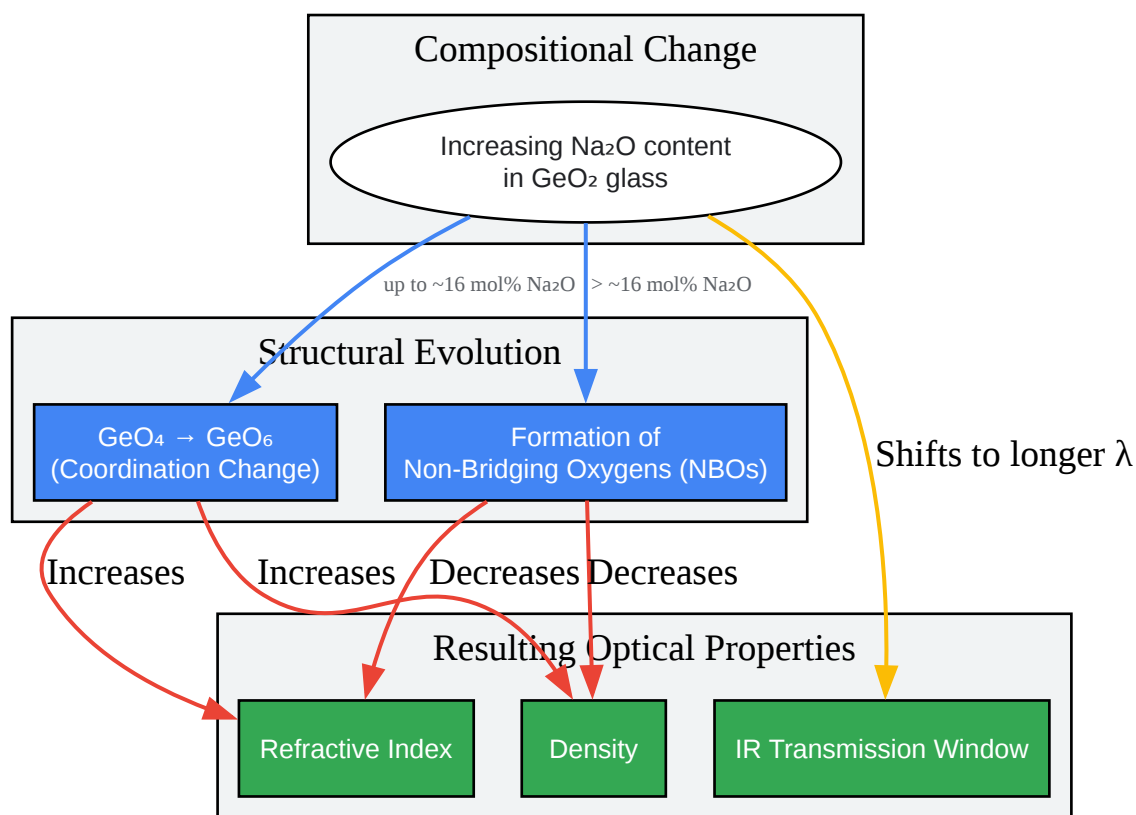 Compositional Change
Increasing Na₂O content
in GeO₂ glass
up to ~16 mol% Na₂O
> ~16 mol% Na₂O
Structural Evolution
GeO₄ → GeO₆
(Coordination Change)
Formation of
Non-Bridging Oxygens (NBOs)
Shifts to longer λ
Increases
Increases
Decreases
Decreases
Resulting Optical Properties
Refractive Index
Density
IR Transmission Window